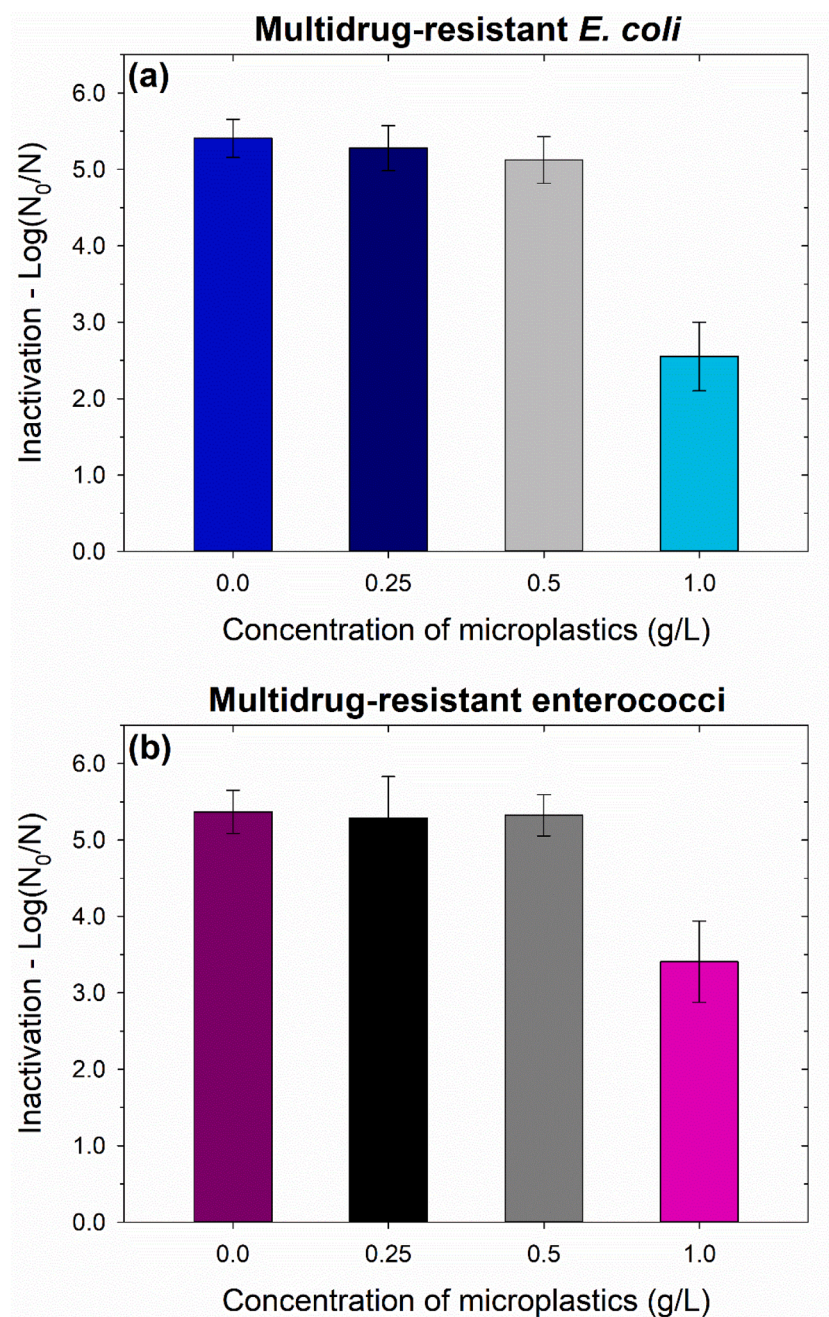 Multidrug-resistant E. coli
(a)
Inactivation - Log(N₀/N)
6.0
5.0
4.0
3.0
2.0
1.0
0.0
0.0 0.25 0.5 1.0
Concentration of microplastics (g/L)
Multidrug-resistant enterococci
(b)
Inactivation - Log(N₀/N)
6.0
5.0
4.0
3.0
2.0
1.0
0.0
0.0 0.25 0.5 1.0
Concentration of microplastics (g/L)